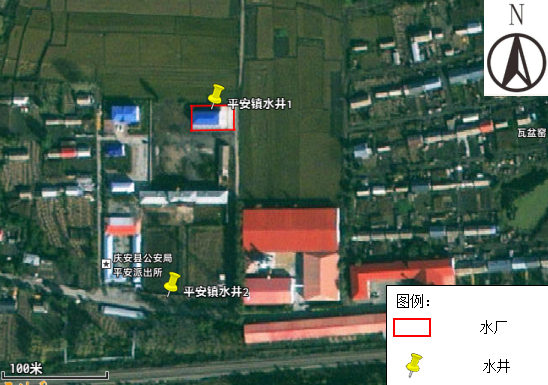 N
平安镇水井1
瓦盆窑
庆安县公安局
平安派出所
平安镇水井2
图例：
水厂
水井
100米